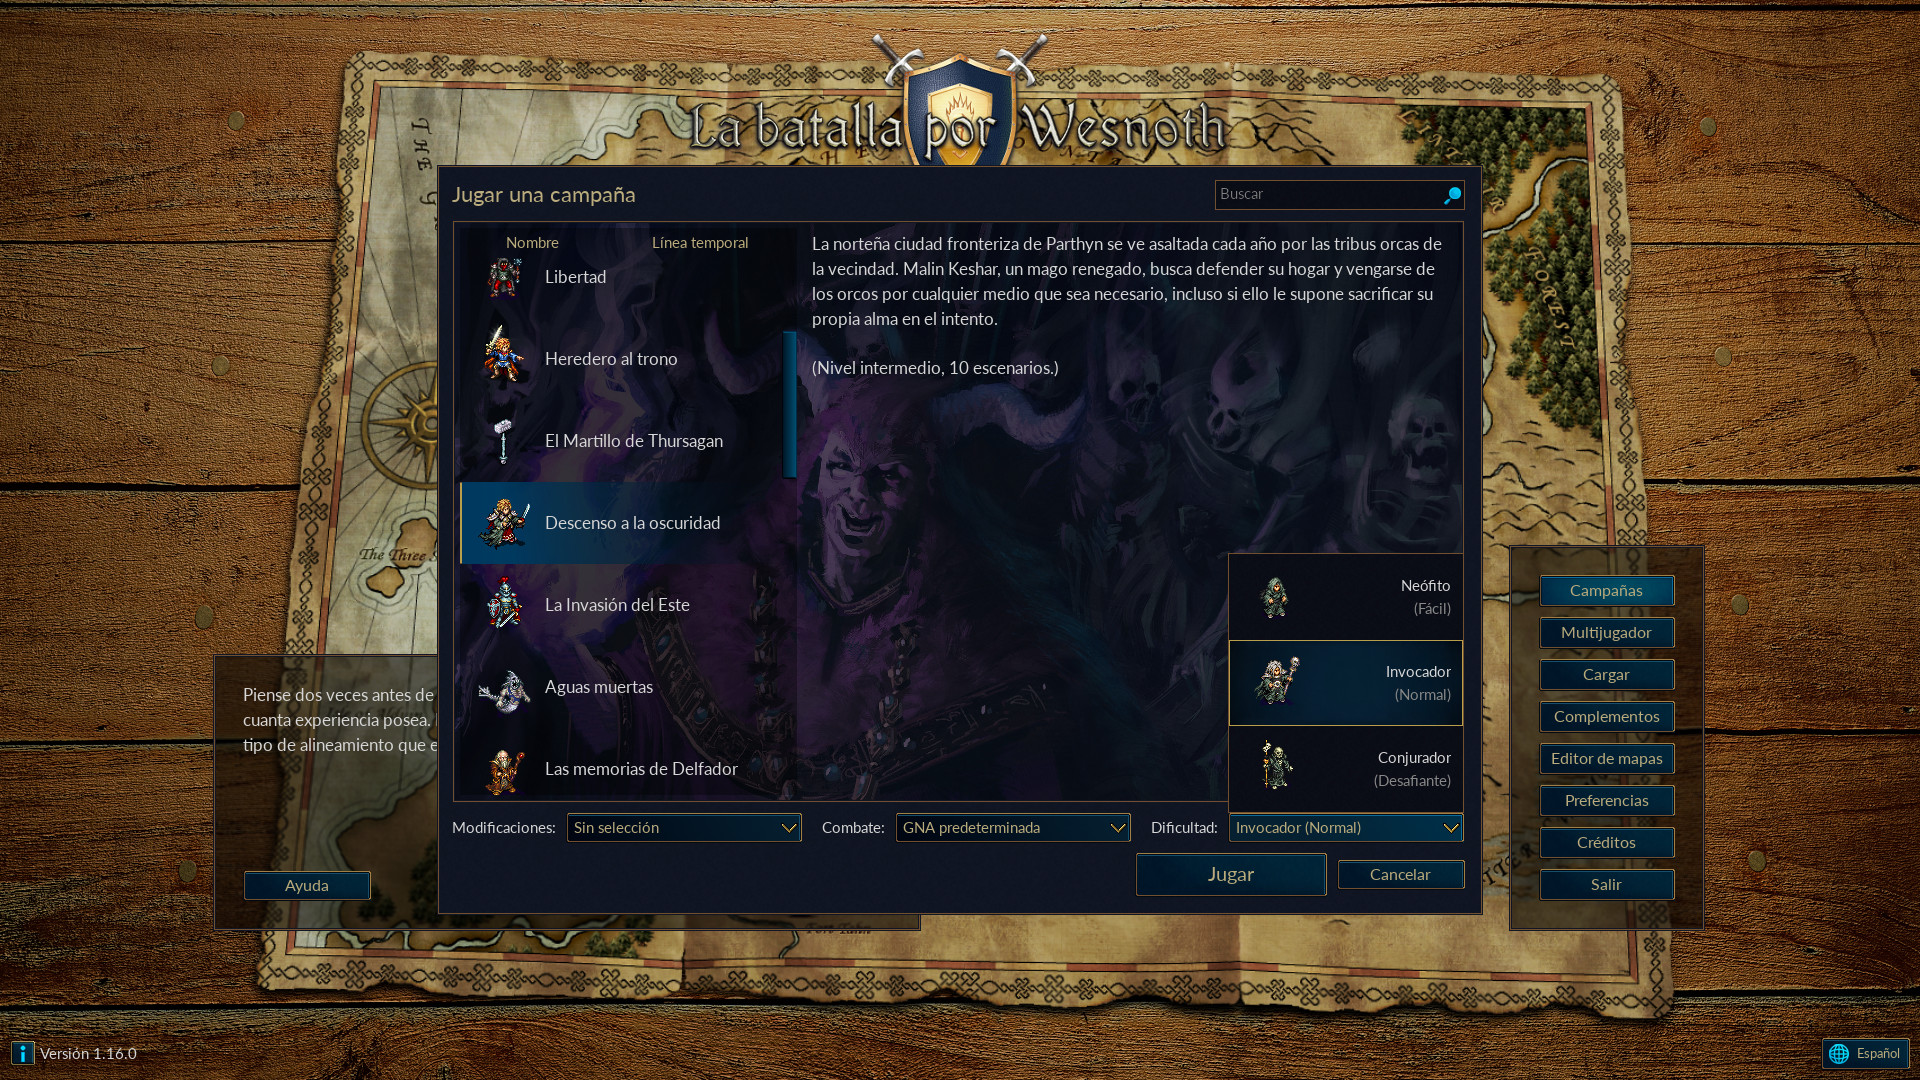 La batalla por Wesnoth
THE
The Three
FOREST
Jugar una campaña
Buscar
Nombre
Línea temporal
Libertad
Heredero al trono
El Martillo de Thursagan
Descenso a la oscuridad
La Invasión del Este
Aguas muertas
Las memorias de Delfador
La norteña ciudad fronteriza de Parthyn se ve asaltada cada año por las tribus orcas de
la vecindad. Malin Keshar, un mago renegado, busca defender su hogar y vengarse de
los orcos por cualquier medio que sea necesario, incluso si ello le supone sacrificar su
propia alma en el intento.
(Nivel intermedio, 10 escenarios.)
Neófito
(Fácil)
Invocador
(Normal)
Conjurador
(Desafiante)
Modificaciones:
Sin selección
Combate:
GNA predeterminada
Dificultad:
Invocador (Normal)
Jugar
Cancelar
Piense dos veces antes de
cuanta experiencia posea.
tipo de alineamiento que e
Ayuda
Campañas
Multijugador
Cargar
Complementos
Editor de mapas
Preferencias
Créditos
Salir
Versión 1.16.0
Español